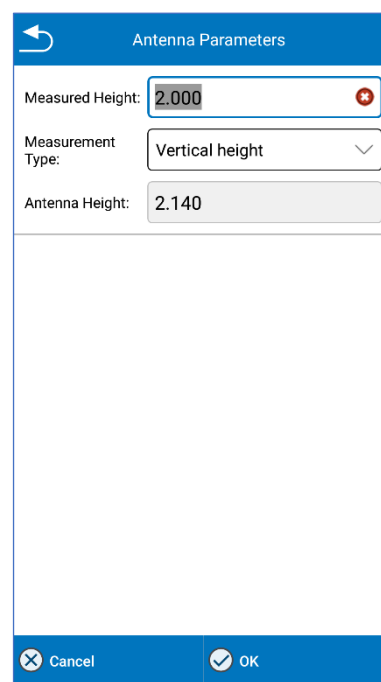 Antenna Parameters
Measured Height: 2.000
Measurement
Type:
Vertical height
Antenna Height: 2.140
Cancel
OK